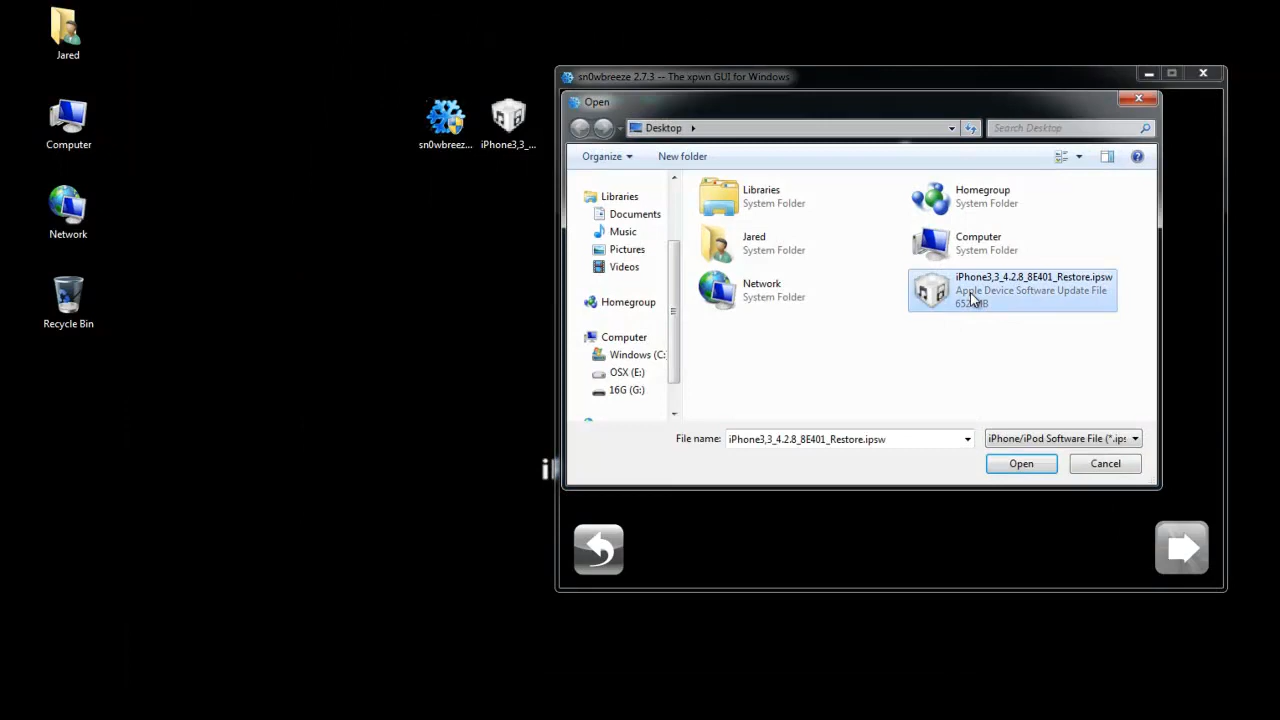 Jared
Computer
Network
Recycle Bin
sn0wbreez...
iPhone3,3_...
sn0wbreeze 2.7.3 -- The xpwn GUI for Windows
Open
Desktop
Search Desktop
Organize
New folder
Libraries
Documents
Music
Pictures
Videos
Homegroup
Computer
Windows (C:
OSX (E:)
16G (G:)
Libraries
System Folder
Homegroup
System Folder
Jared
System Folder
Computer
System Folder
Network
System Folder
iPhone3,3_4.2.8_8E401_Restore.ipsw
Apple Device Software Update File
File name:
iPhone3,3_4.2.8_8E401_Restore.ipsw
iPhone/iPod Software File (*.ips
Open
Cancel